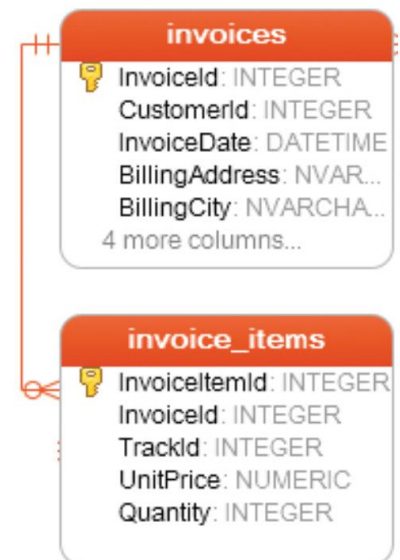 invoices
InvoiceId: INTEGER
CustomerId: INTEGER
InvoiceDate: DATETIME
BillingAddress: NVAR...
BillingCity: NVARCHA...
4 more columns...
invoice_items
InvoiceItemId: INTEGER
InvoiceId: INTEGER
TrackId: INTEGER
UnitPrice: NUMERIC
Quantity: INTEGER